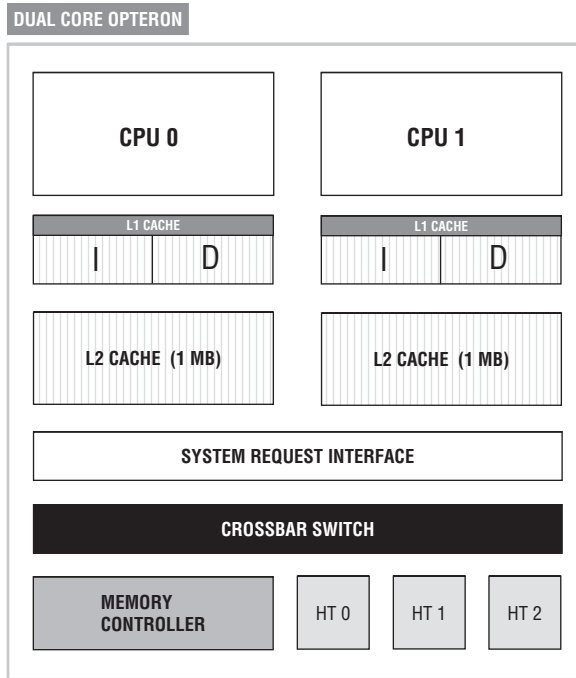 DUAL CORE OPTERON
CPU 0
CPU 1
L1 CACHE
L1 CACHE
I
D
I
D
L2 CACHE (1 MB)
L2 CACHE (1 MB)
SYSTEM REQUEST INTERFACE
CROSSBAR SWITCH
MEMORY
CONTROLLER
HT 0
HT 1
HT 2